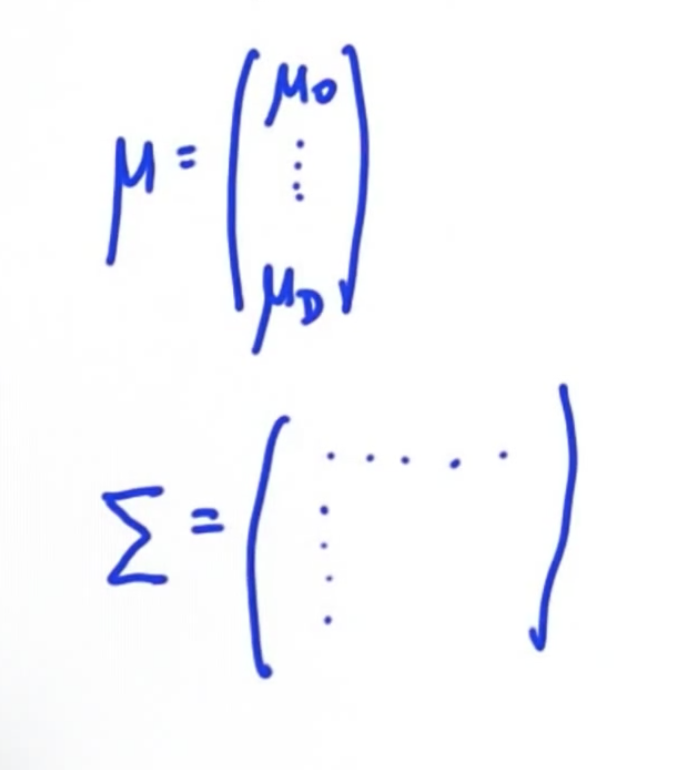 μ = ( μ0
⋮
μD )
Σ = ( . . . . .
⋮ )